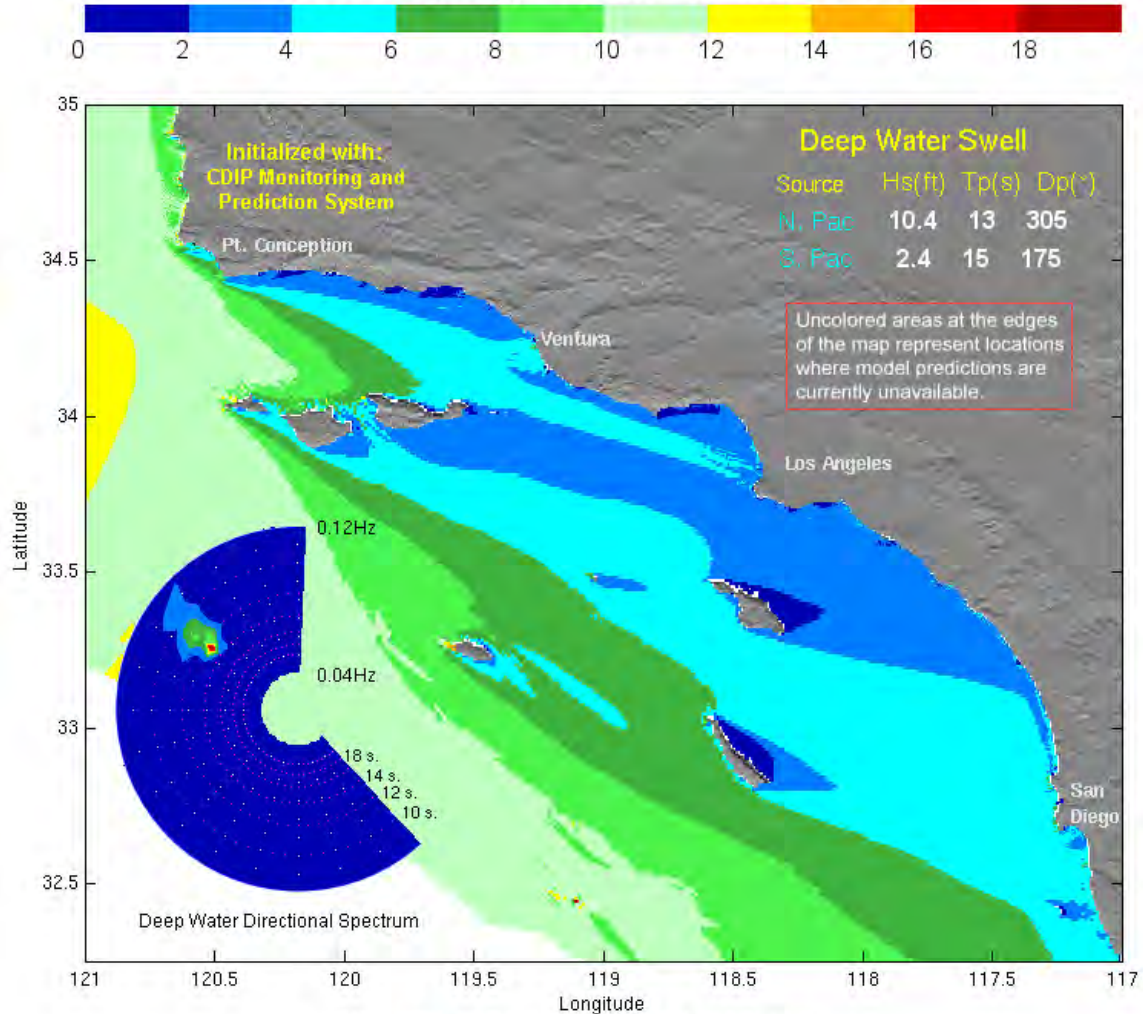 0 2 4 6 8 10 12 14 16 18
35
34.5
34
33.5
33
32.5
Latitude
Initialized with:
CDIP Monitoring and
Prediction System
Pt. Conception
Deep Water Swell
Source Hs(ft) Tp(s) Dp(°)
N. Pac 10.4 13 305
S. Pac 2.4 15 175
Uncolored areas at the edges
of the map represent locations
where model predictions are
currently unavailable.
Ventura
Los Angeles
San
Diego
0.12Hz
0.04Hz
18 s.
14 s.
12 s.
10 s.
Deep Water Directional Spectrum
121 120.5 120 119.5 119 118.5 118 117.5 117
Longitude